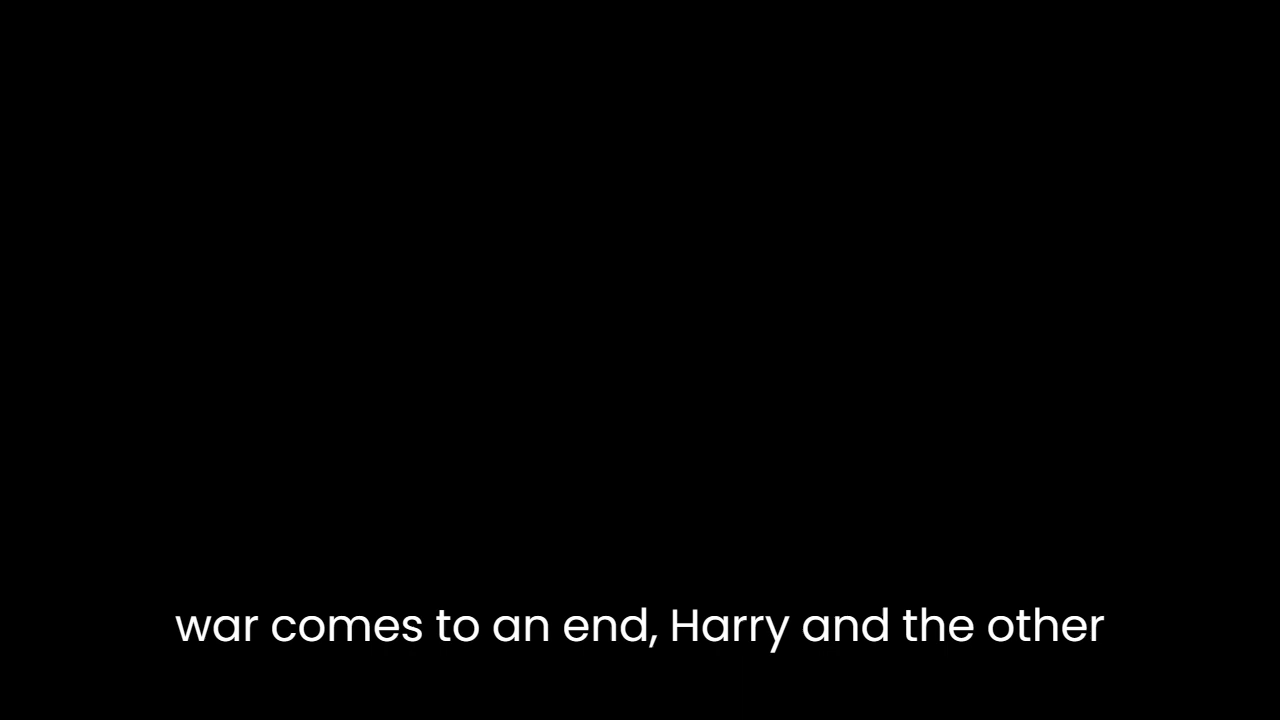 war comes to an end, Harry and the other